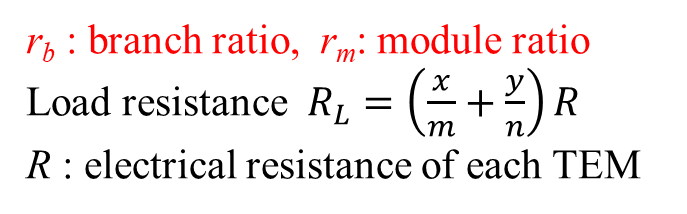 r_b : branch ratio, r_m: module ratio
Load resistance R_L = (x/m + y/n) R
R : electrical resistance of each TEM